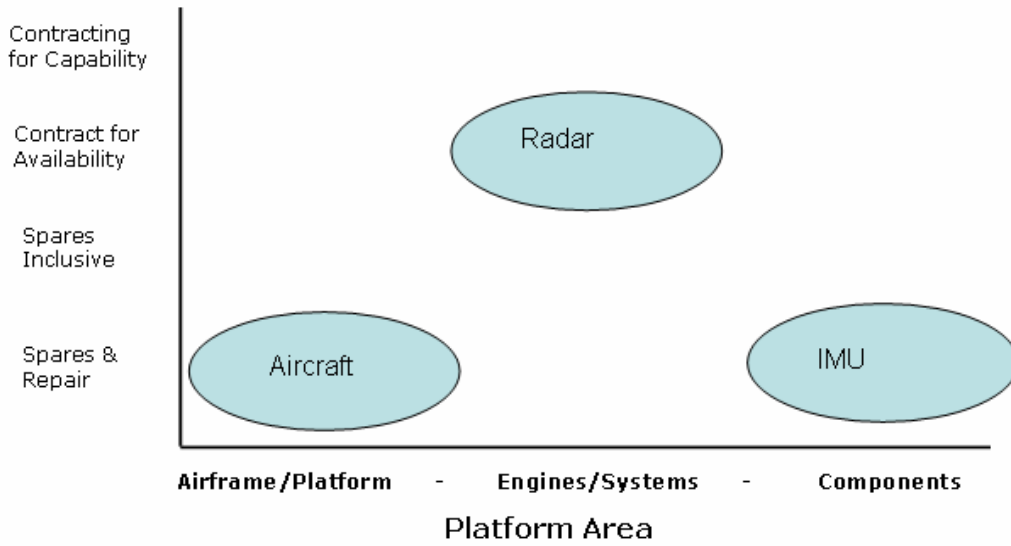 Contracting
for Capability
Contract for
Availability
Radar
Spares
Inclusive
Spares &
Repair
Aircraft
IMU
Airframe/Platform - Engines/Systems - Components
Platform Area